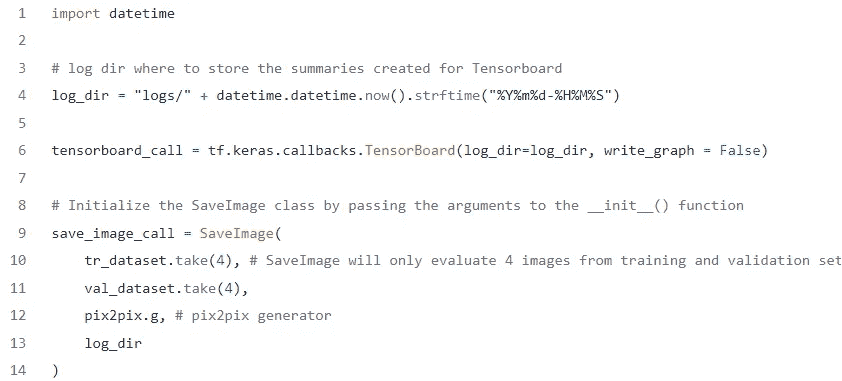 1 import datetime
2
3 # log dir where to store the summaries created for Tensorboard
4 log_dir = "logs/" + datetime.datetime.now().strftime("%Y%m%d-%H%M%S")
5
6 tensorboard_call = tf.keras.callbacks.TensorBoard(log_dir=log_dir, write_graph = False)
7
8 # Initialize the SaveImage class by passing the arguments to the __init__() function
9 save_image_call = SaveImage(
10     tr_dataset.take(4), # SaveImage will only evaluate 4 images from training and validation set
11     val_dataset.take(4),
12     pix2pix.g, # pix2pix generator
13     log_dir
14 )